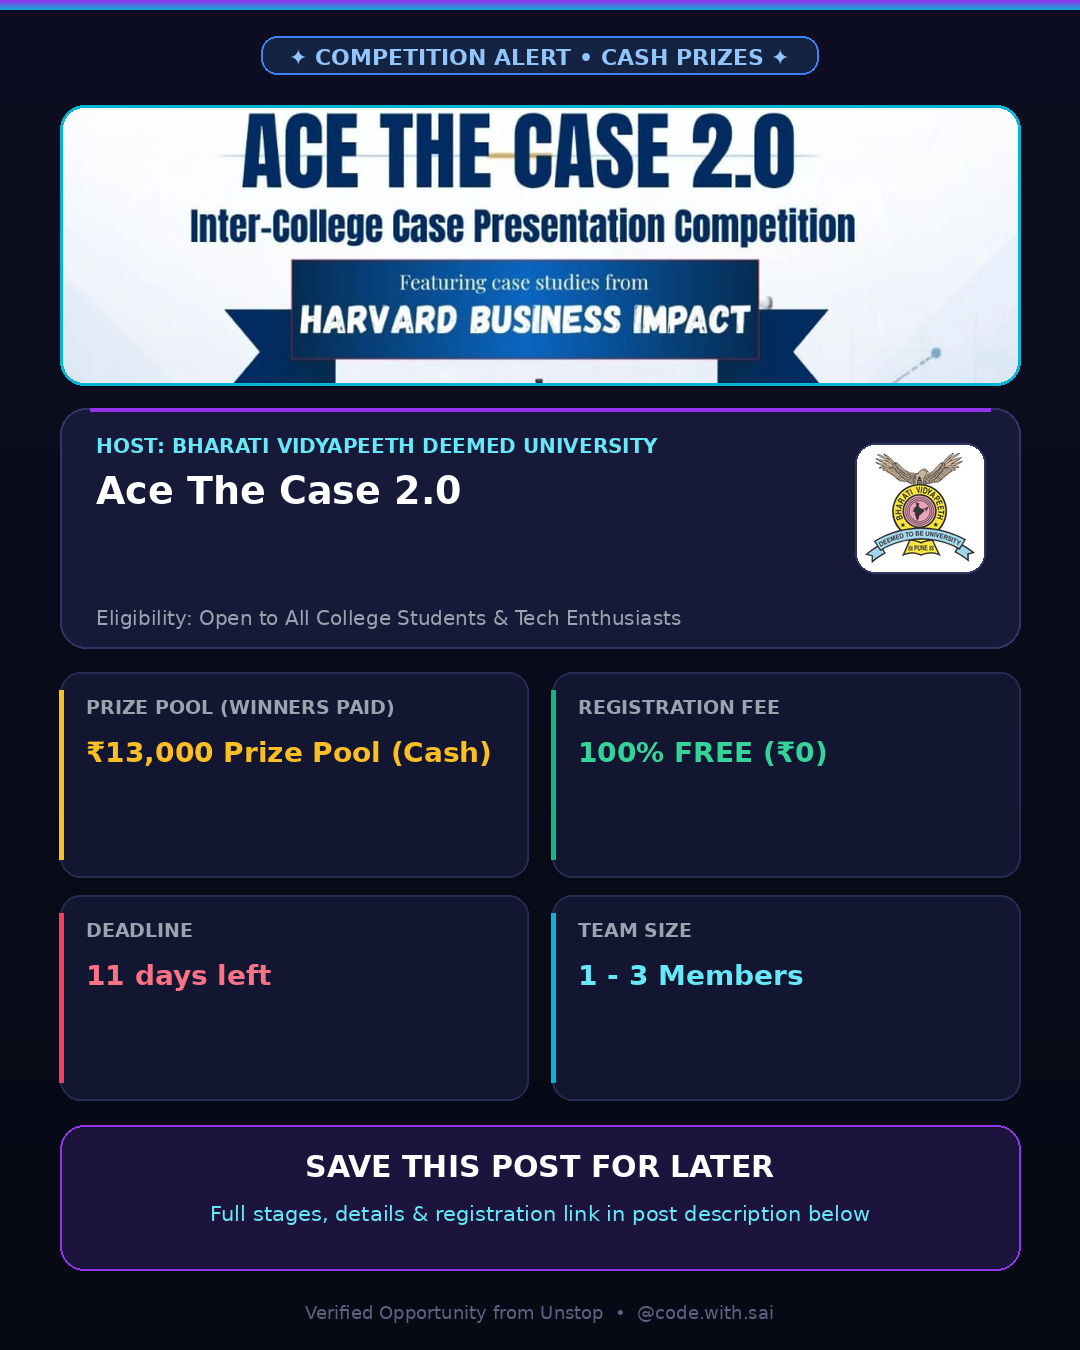 ✦ COMPETITION ALERT • CASH PRIZES ✦
ACE THE CASE 2.0
Inter-College Case Presentation Competition
Featuring case studies from
HARVARD BUSINESS IMPACT
HOST: BHARATI VIDYAPEETH DEEMED UNIVERSITY
Ace The Case 2.0
BHARATI VIDYAPEETH
DEEMED TO BE UNIVERSITY
PUNE
Eligibility: Open to All College Students & Tech Enthusiasts
PRIZE POOL (WINNERS PAID)
₹13,000 Prize Pool (Cash)
REGISTRATION FEE
100% FREE (₹0)
DEADLINE
11 days left
TEAM SIZE
1 - 3 Members
SAVE THIS POST FOR LATER
Full stages, details & registration link in post description below
Verified Opportunity from Unstop • @code.with.sai